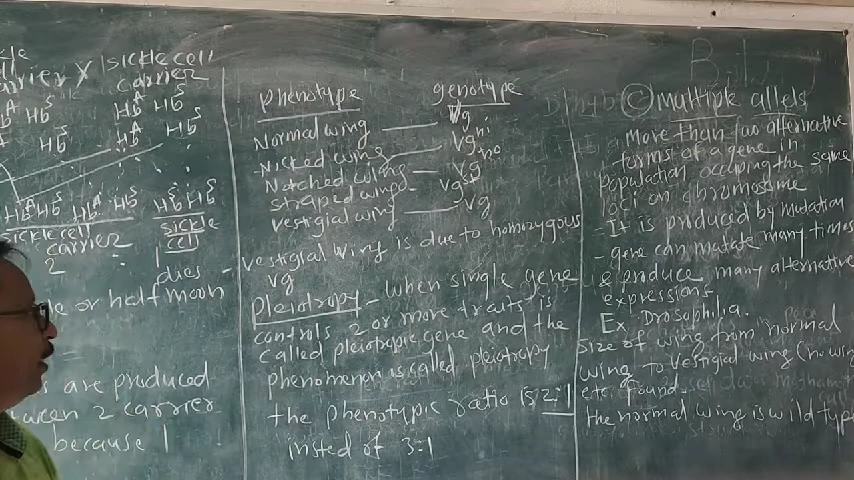 sickle cell
carrier X carrier
Hb^A Hb^S
Hb^A Hb^S
Hb^S
Hb^A Hb^S
Hb^A Hb^S Hb^A Hb^S Hb^S Hb^S
sickle cell sickle
carrier cell
2 : 1
dies
or half moon
are produced
2 carrier
because 1
phenotype genotype
Normal wing — Vg
Nicked wing — vg^ni
Notched wing — vg^no
straped wing — vg^st
vestigial wing — vg
- vestigial wing is due to homozygous
vg
Pleiotropy - when single gene
controls 2 or more traits is
called pleiotropic gene and the
phenomenon is called pleiotropy
the phenotypic ratio is 2:1
insted of 3:1
(C) multiple allels
more than two alternative
forms of a gene in
population occuping the same
loci on chromosome
- It is produced by mutation
- gene can mutate many times
& produce many alternative
expressions.
Ex Drosophila.
Size of wing from normal
wing to vestigial wing (no wing
etc found.
the normal wing is wild type